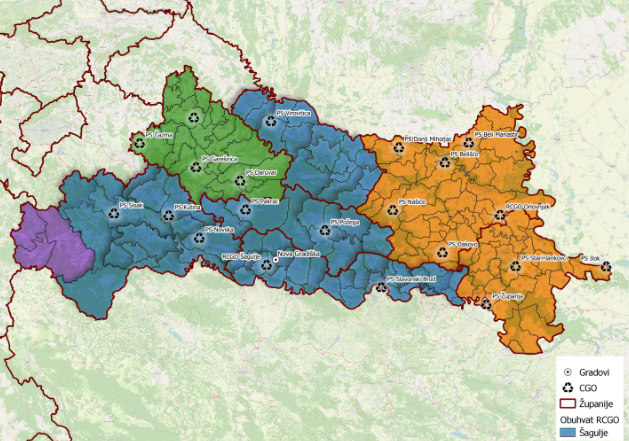 PS Virovitica
PS Čazma
PS Donji Miholjac
PS Beli Manastir
PS Belišće
PS Garešnica
PS Daruvar
PS Sisak
PS Kutina
PS Pakrac
PS Našice
RCGO Orlovnjak
PS Požega
PS Novska
PS Đakovo
RCGO Šagulje
Nova Gradiška
PS Stari Jankovci
PS Ilok
PS Slavonski Brod
PS Županja
Gradovi
CGO
Županije
Obuhvat RCGO
Šagulje